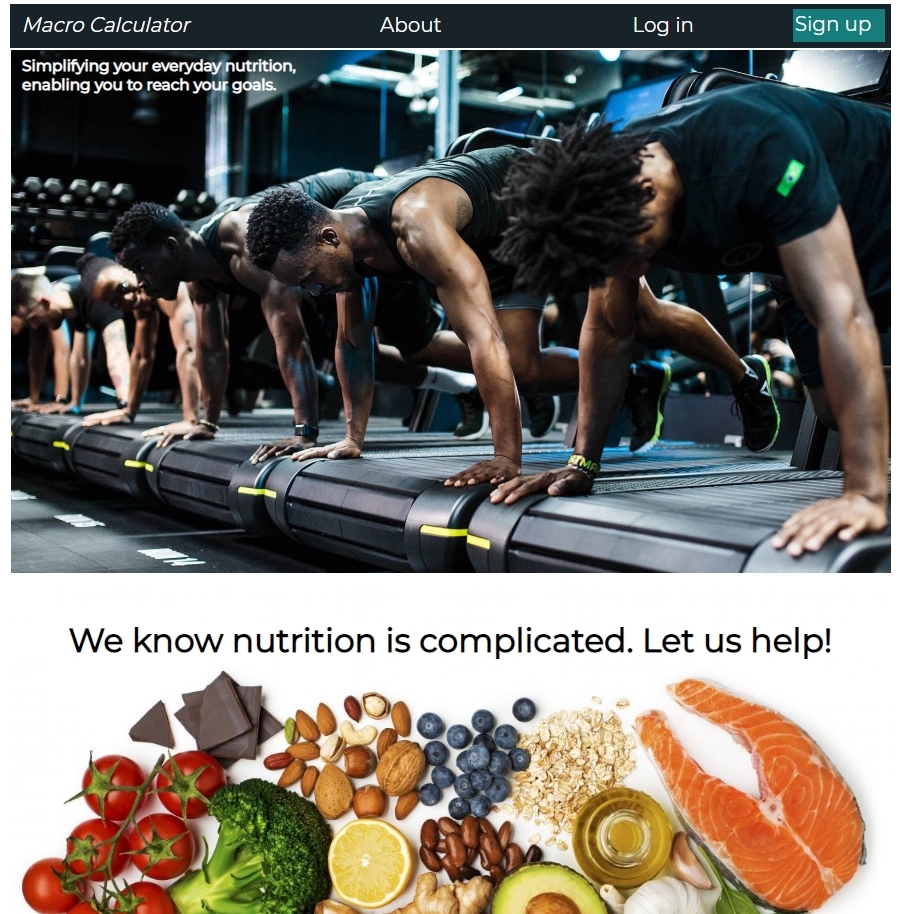 Macro Calculator
About
Log in
Sign up
Simplifying your everyday nutrition,
enabling you to reach your goals.
We know nutrition is complicated. Let us help!